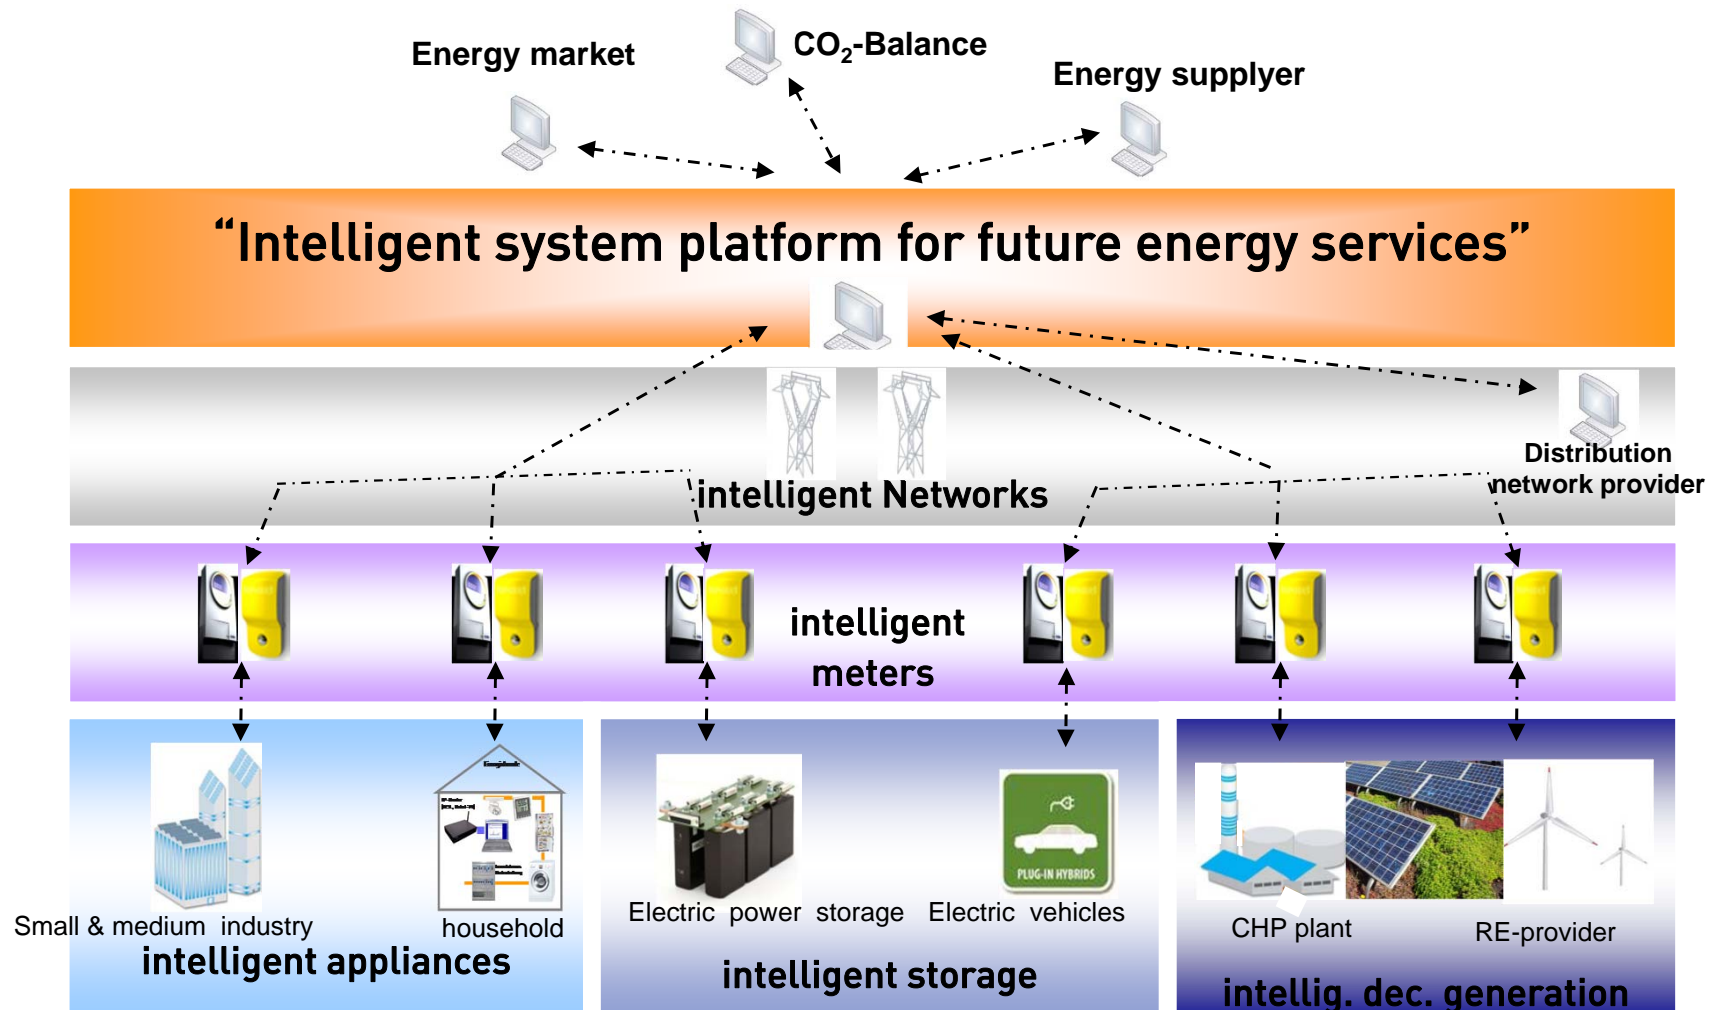 Energy market
CO₂-Balance
Energy supplyer
“Intelligent system platform for future energy services”
Distribution
network provider
intelligent Networks
intelligent
meters
PLUG-IN HYBRIDS
Small & medium industry
household
Electric power storage
Electric vehicles
CHP plant
RE-provider
intelligent appliances
intelligent storage
intellig. dec. generation